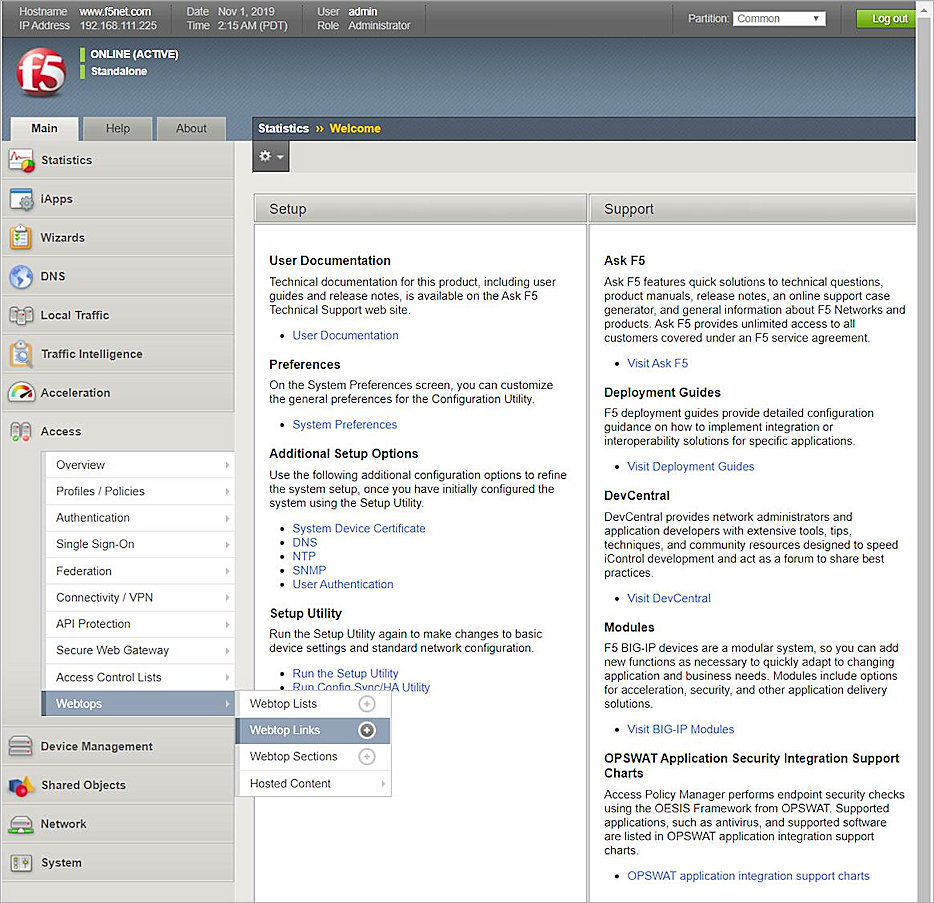 Hostname www.f5net.com Date Nov 1, 2019 User admin
IP Address 192.168.111.225 Time 2:15 AM (PDT) Role Administrator
Partition: Common Log out
f5
ONLINE (ACTIVE)
Standalone
Main Help About
Statistics ›› Welcome
Statistics
iApps
Wizards
DNS
Local Traffic
Traffic Intelligence
Acceleration
Access
Overview
Profiles / Policies
Authentication
Single Sign-On
Federation
Connectivity / VPN
API Protection
Secure Web Gateway
Access Control Lists
Webtops
Webtop Lists
Webtop Links
Webtop Sections
Hosted Content
Device Management
Shared Objects
Network
System
Setup
User Documentation
Technical documentation for this product, including user
guides and release notes, is available on the Ask F5
Technical Support web site.
User Documentation
Preferences
On the System Preferences screen, you can customize
the general preferences for the Configuration Utility.
System Preferences
Additional Setup Options
Use the following additional configuration options to refine
the system setup, once you have initially configured the
system using the Setup Utility.
System Device Certificate
DNS
NTP
SNMP
User Authentication
Setup Utility
Run the Setup Utility again to make changes to basic
device settings and standard network configuration.
Run the Setup Utility
Run Config Sync/HA Utility
Support
Ask F5
Ask F5 features quick solutions to technical questions,
product manuals, release notes, an online support case
generator, and general information about F5 Networks and
products. Ask F5 provides unlimited access to all
customers covered under an F5 service agreement.
Visit Ask F5
Deployment Guides
F5 deployment guides provide detailed configuration
guidance on how to implement integration or
interoperability solutions for specific applications.
Visit Deployment Guides
DevCentral
DevCentral provides network administrators and
application developers with extensive tools, tips,
techniques, and community resources designed to speed
iControl development and act as a forum to share best
practices.
Visit DevCentral
Modules
F5 BIG-IP devices are a modular system, so you can add
new functions as necessary to quickly adapt to changing
application and business needs. Modules include options
for acceleration, security, and other application delivery
solutions.
Visit BIG-IP Modules
OPSWAT Application Security Integration Support
Charts
Access Policy Manager performs endpoint security checks
using the OESIS Framework from OPSWAT. Supported
applications, such as antivirus, and supported software
are listed in OPSWAT application integration support
charts.
OPSWAT application integration support charts